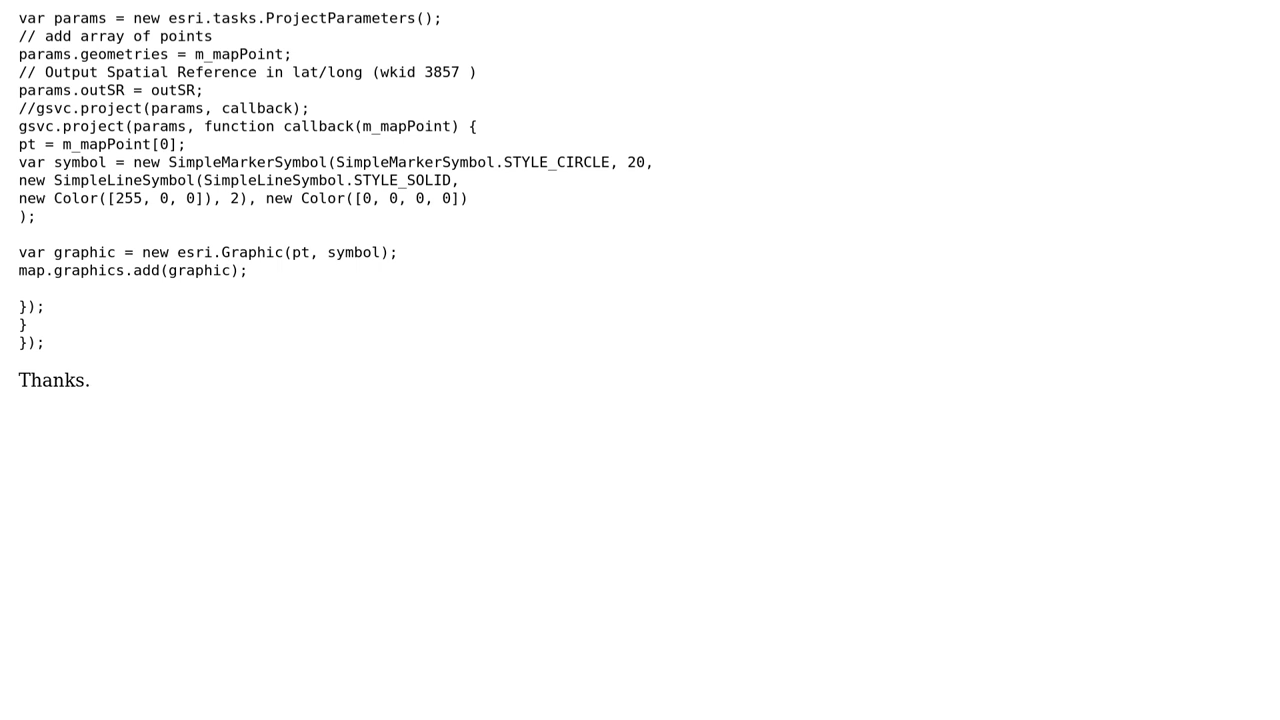 var params = new esri.tasks.ProjectParameters();
// add array of points
params.geometries = m_mapPoint;
// Output Spatial Reference in lat/long (wkid 3857 )
params.outSR = outSR;
//gsvc.project(params, callback);
gsvc.project(params, function callback(m_mapPoint) {
pt = m_mapPoint[0];
var symbol = new SimpleMarkerSymbol(SimpleMarkerSymbol.STYLE_CIRCLE, 20,
new SimpleLineSymbol(SimpleLineSymbol.STYLE_SOLID,
new Color([255, 0, 0]), 2), new Color([0, 0, 0, 0])
);
var graphic = new esri.Graphic(pt, symbol);
map.graphics.add(graphic);
});
}
});
Thanks.